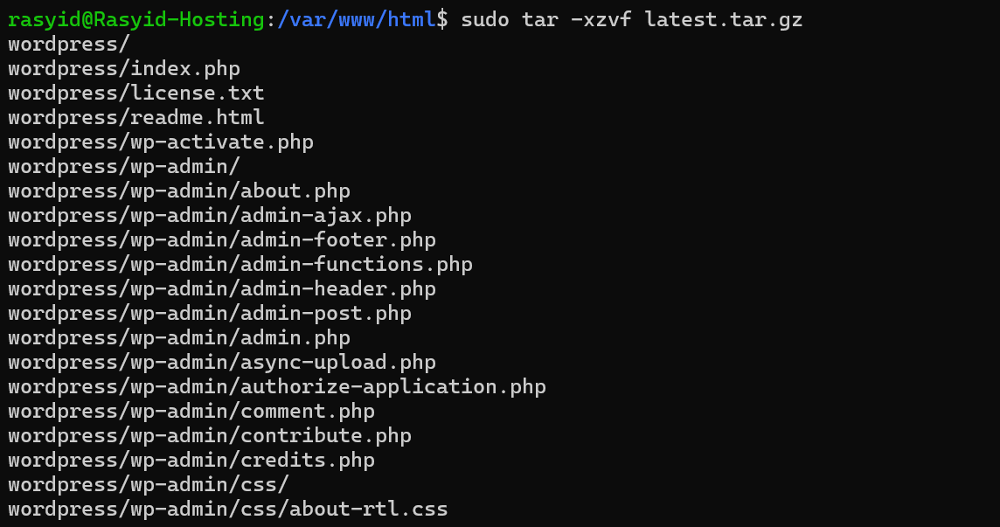 rasyid@Rasyid-Hosting:/var/www/html$ sudo tar -xzvf latest.tar.gz
wordpress/
wordpress/index.php
wordpress/license.txt
wordpress/readme.html
wordpress/wp-activate.php
wordpress/wp-admin/
wordpress/wp-admin/about.php
wordpress/wp-admin/admin-ajax.php
wordpress/wp-admin/admin-footer.php
wordpress/wp-admin/admin-functions.php
wordpress/wp-admin/admin-header.php
wordpress/wp-admin/admin-post.php
wordpress/wp-admin/admin.php
wordpress/wp-admin/async-upload.php
wordpress/wp-admin/authorize-application.php
wordpress/wp-admin/comment.php
wordpress/wp-admin/contribute.php
wordpress/wp-admin/credits.php
wordpress/wp-admin/css/
wordpress/wp-admin/css/about-rtl.css